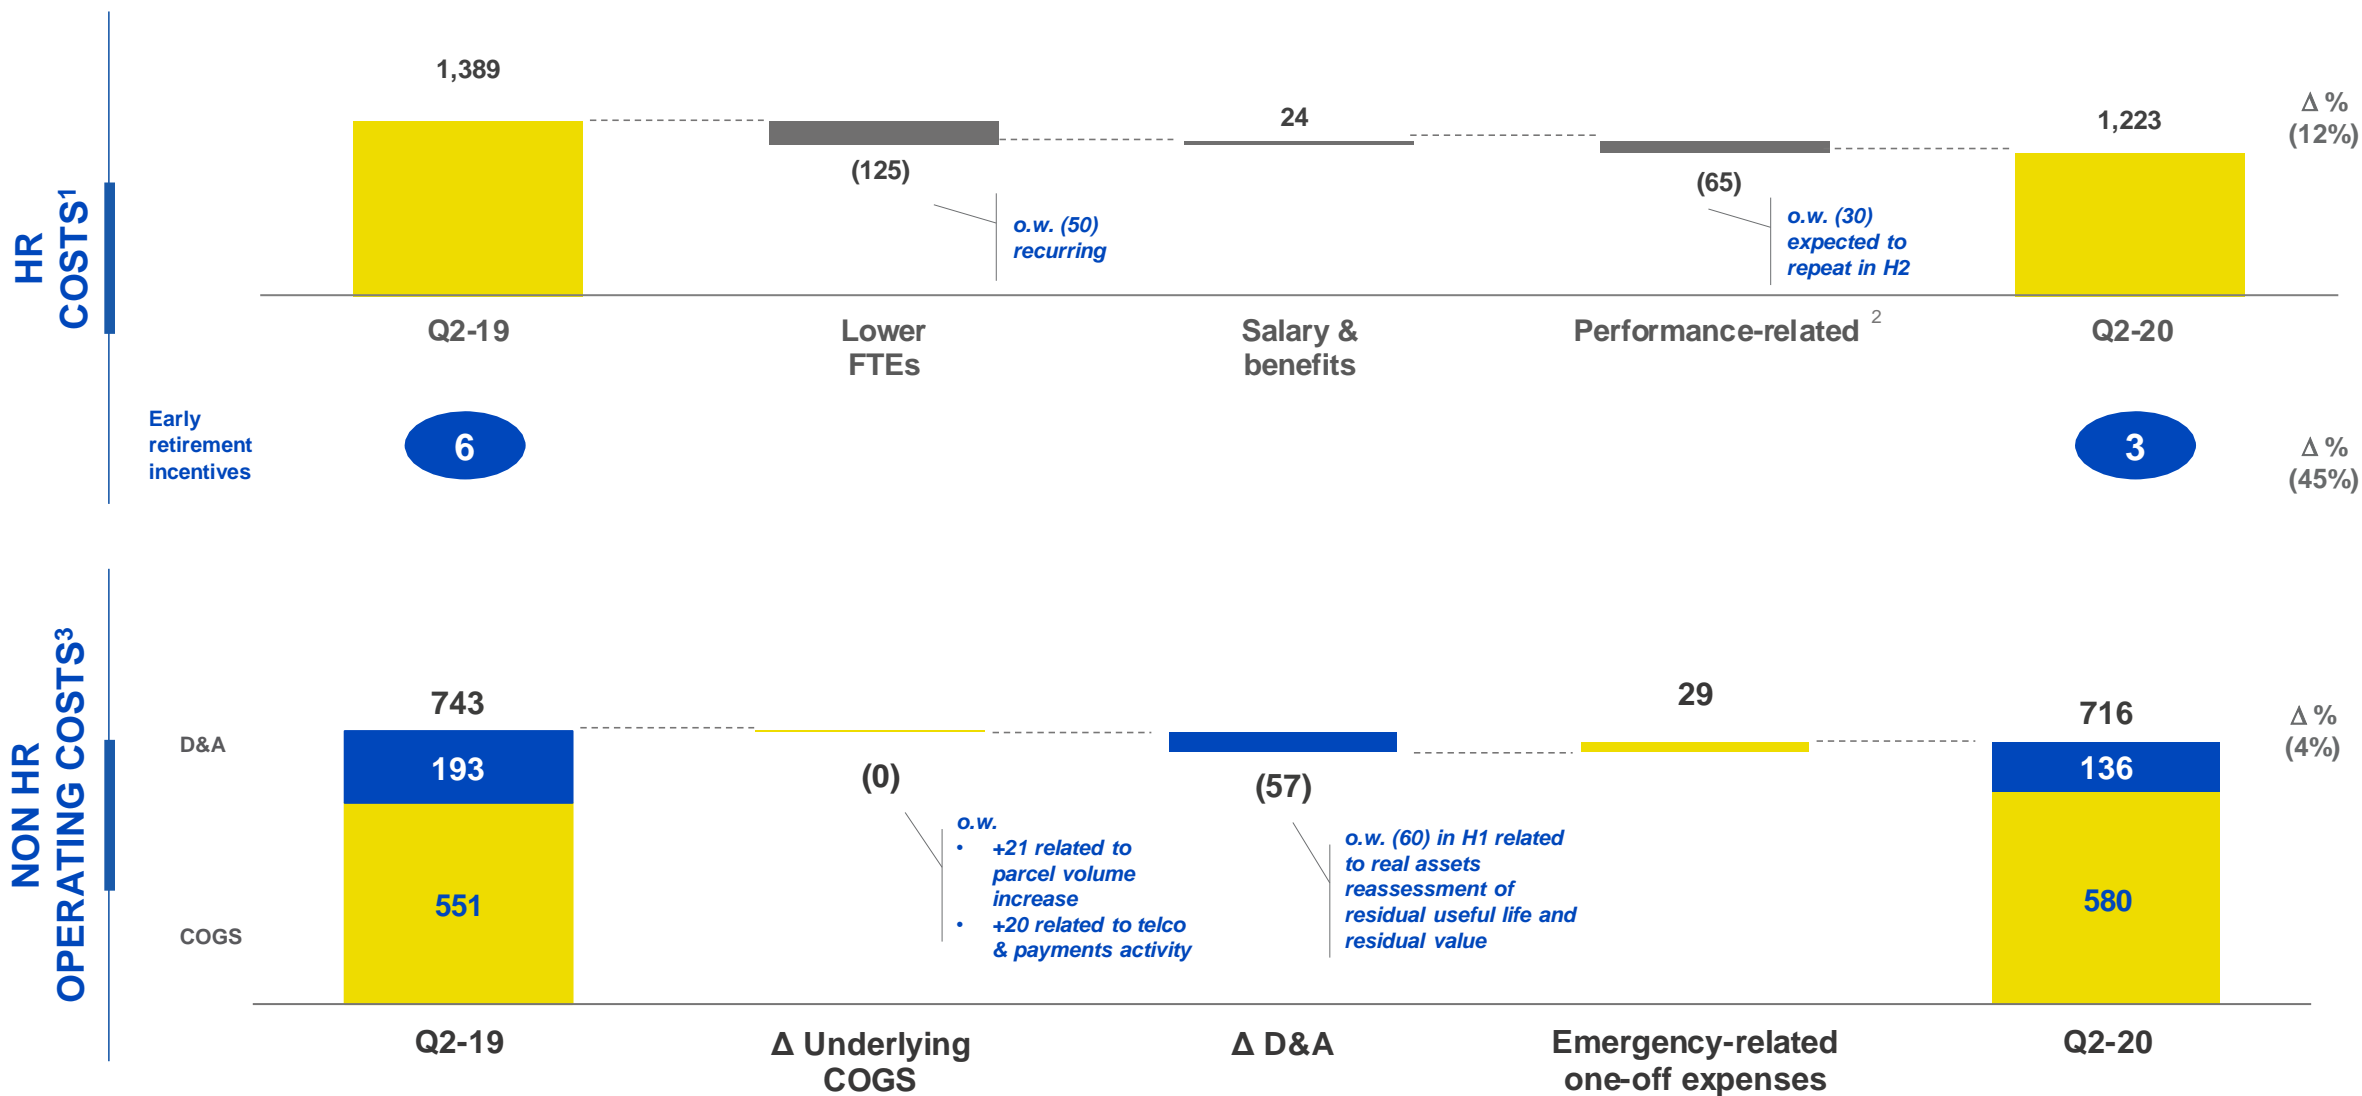 HR
COSTS1
1,389
(125)
24
(65)
1,223
Δ %
(12%)
o.w. (50)
recurring
o.w. (30)
expected to
repeat in H2
Q2-19
Lower
FTEs
Salary &
benefits
Performance-related 2
Q2-20
Early
retirement
incentives
6
3
Δ %
(45%)
NON HR
OPERATING COSTS3
743
(0)
(57)
29
716
Δ %
(4%)
D&A
193
136
COGS
551
580
o.w.
• +21 related to
parcel volume
increase
• +20 related to telco
& payments activity
o.w. (60) in H1 related
to real assets
reassessment of
residual useful life and
residual value
Q2-19
Δ Underlying
COGS
Δ D&A
Emergency-related
one-off expenses
Q2-20